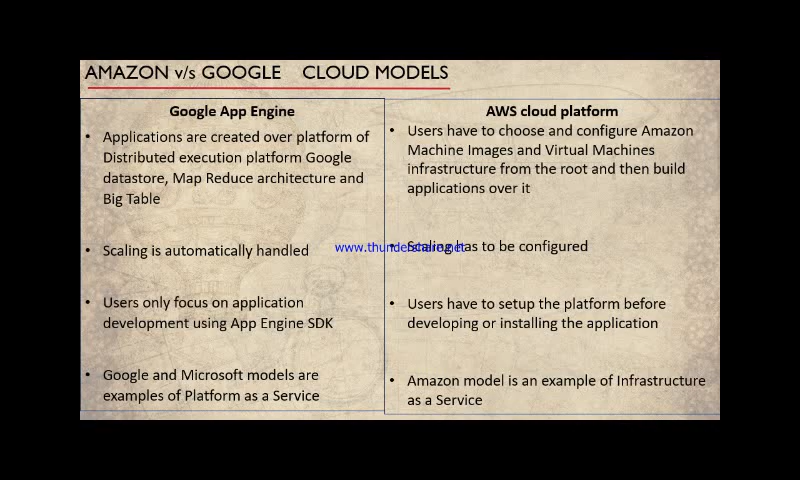 AMAZON v/s GOOGLE CLOUD MODELS
Google App Engine
• Applications are created over platform of
Distributed execution platform Google
datastore, Map Reduce architecture and
Big Table
• Scaling is automatically handled
• Users only focus on application
development using App Engine SDK
• Google and Microsoft models are
examples of Platform as a Service
AWS cloud platform
• Users have to choose and configure Amazon
Machine Images and Virtual Machines
infrastructure from the root and then build
applications over it
• Scaling has to be configured
• Users have to setup the platform before
developing or installing the application
• Amazon model is an example of Infrastructure
as a Service
www.thundershare.net